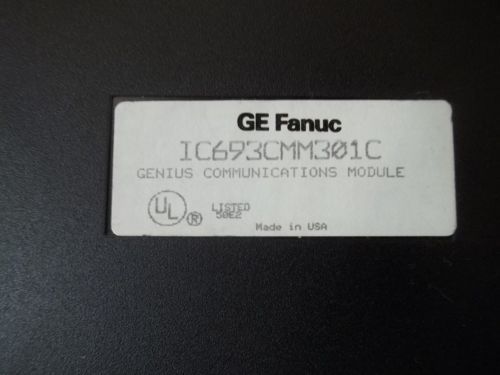 GE Fanuc
IC693CMM301C
GENIUS COMMUNICATIONS MODULE
UL ® LISTED
50E2
Made in USA